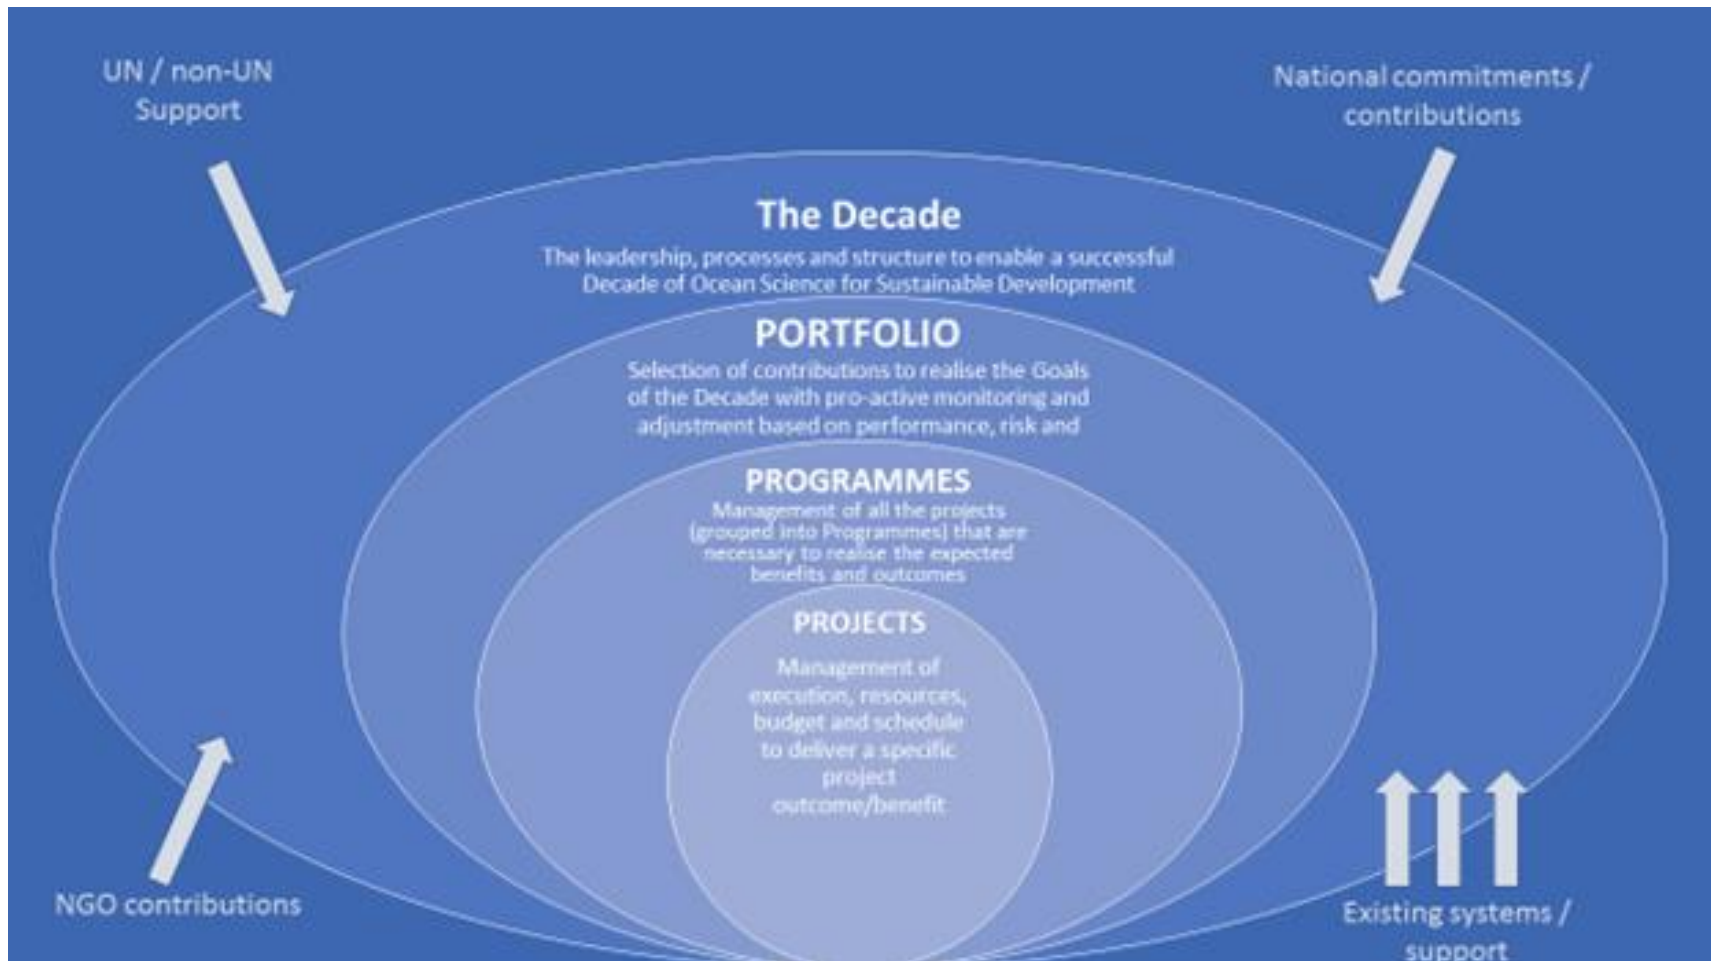 UN / non-UN
Support
National commitments /
contributions
The Decade
The leadership, processes and structure to enable a successful
Decade of Ocean Science for Sustainable Development
PORTFOLIO
Selection of contributions to realise the Goals
of the Decade with pro-active monitoring and
adjustment based on performance, risk and
PROGRAMMES
Management of all the projects
(grouped into Programmes) that are
necessary to realise the expected
benefits and outcomes
PROJECTS
Management of
execution, resources,
budget and schedule
to deliver a specific
project
outcome/benefit
NGO contributions
Existing systems /
support